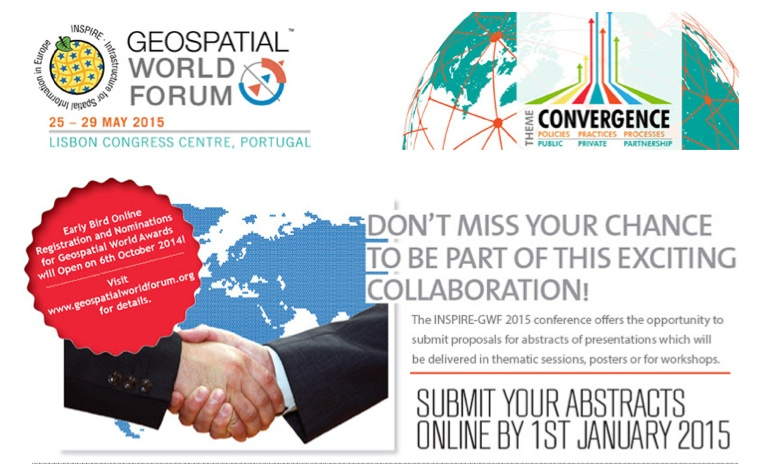 INSPIRE - Infrastructure for Spatial Information in Europe
GEOSPATIAL™
WORLD
FORUM
25 – 29 MAY 2015
LISBON CONGRESS CENTRE, PORTUGAL
THEME
CONVERGENCE
POLICIES PRACTICES PROCESSES
PUBLIC PRIVATE PARTNERSHIP
Early Bird Online
Registration and Nominations
for Geospatial World Awards
will Open on 6th October 2014!
Visit
www.geospatialworldforum.org
for details.
DON'T MISS YOUR CHANCE
TO BE PART OF THIS EXCITING
COLLABORATION!
The INSPIRE-GWF 2015 conference offers the opportunity to
submit proposals for abstracts of presentations which will
be delivered in thematic sessions, posters or for workshops.
SUBMIT YOUR ABSTRACTS
ONLINE BY 1ST JANUARY 2015